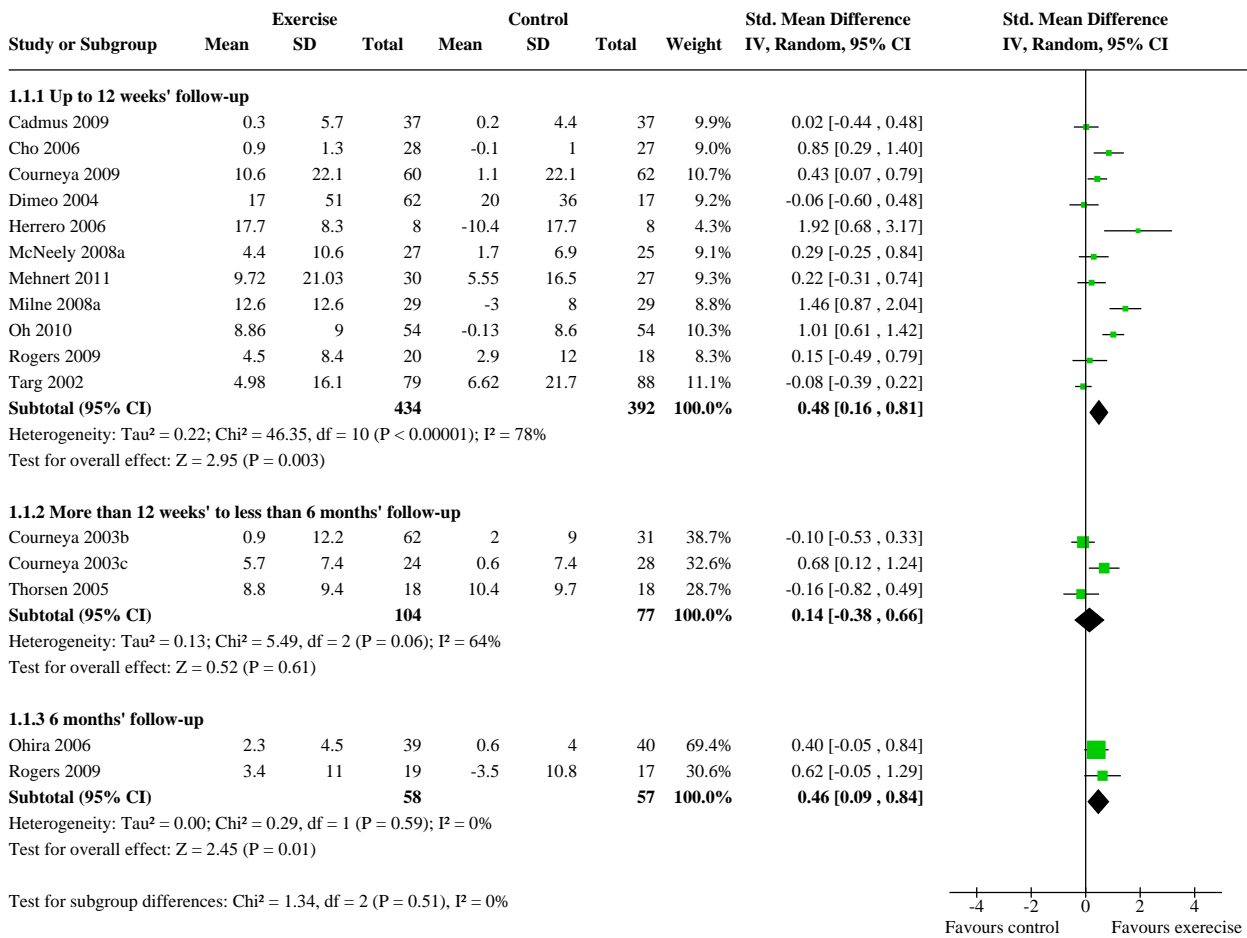 Exercise Control Std. Mean Difference Std. Mean Difference
Study or Subgroup Mean SD Total Mean SD Total Weight IV, Random, 95% CI IV, Random, 95% CI
1.1.1 Up to 12 weeks' follow-up
Cadmus 2009 0.3 5.7 37 0.2 4.4 37 9.9% 0.02 [-0.44 , 0.48]
Cho 2006 0.9 1.3 28 -0.1 1 27 9.0% 0.85 [0.29 , 1.40]
Courneya 2009 10.6 22.1 60 1.1 22.1 62 10.7% 0.43 [0.07 , 0.79]
Dimeo 2004 17 51 62 20 36 17 9.2% -0.06 [-0.60 , 0.48]
Herrero 2006 17.7 8.3 8 -10.4 17.7 8 4.3% 1.92 [0.68 , 3.17]
McNeely 2008a 4.4 10.6 27 1.7 6.9 25 9.1% 0.29 [-0.25 , 0.84]
Mehnert 2011 9.72 21.03 30 5.55 16.5 27 9.3% 0.22 [-0.31 , 0.74]
Milne 2008a 12.6 12.6 29 -3 8 29 8.8% 1.46 [0.87 , 2.04]
Oh 2010 8.86 9 54 -0.13 8.6 54 10.3% 1.01 [0.61 , 1.42]
Rogers 2009 4.5 8.4 20 2.9 12 18 8.3% 0.15 [-0.49 , 0.79]
Targ 2002 4.98 16.1 79 6.62 21.7 88 11.1% -0.08 [-0.39 , 0.22]
Subtotal (95% CI) 434 392 100.0% 0.48 [0.16 , 0.81]
Heterogeneity: Tau² = 0.22; Chi² = 46.35, df = 10 (P < 0.00001); I² = 78%
Test for overall effect: Z = 2.95 (P = 0.003)
1.1.2 More than 12 weeks' to less than 6 months' follow-up
Courneya 2003b 0.9 12.2 62 2 9 31 38.7% -0.10 [-0.53 , 0.33]
Courneya 2003c 5.7 7.4 24 0.6 7.4 28 32.6% 0.68 [0.12 , 1.24]
Thorsen 2005 8.8 9.4 18 10.4 9.7 18 28.7% -0.16 [-0.82 , 0.49]
Subtotal (95% CI) 104 77 100.0% 0.14 [-0.38 , 0.66]
Heterogeneity: Tau² = 0.13; Chi² = 5.49, df = 2 (P = 0.06); I² = 64%
Test for overall effect: Z = 0.52 (P = 0.61)
1.1.3 6 months' follow-up
Ohira 2006 2.3 4.5 39 0.6 4 40 69.4% 0.40 [-0.05 , 0.84]
Rogers 2009 3.4 11 19 -3.5 10.8 17 30.6% 0.62 [-0.05 , 1.29]
Subtotal (95% CI) 58 57 100.0% 0.46 [0.09 , 0.84]
Heterogeneity: Tau² = 0.00; Chi² = 0.29, df = 1 (P = 0.59); I² = 0%
Test for overall effect: Z = 2.45 (P = 0.01)
Test for subgroup differences: Chi² = 1.34, df = 2 (P = 0.51), I² = 0%
-4 -2 0 2 4
Favours control Favours exerecise